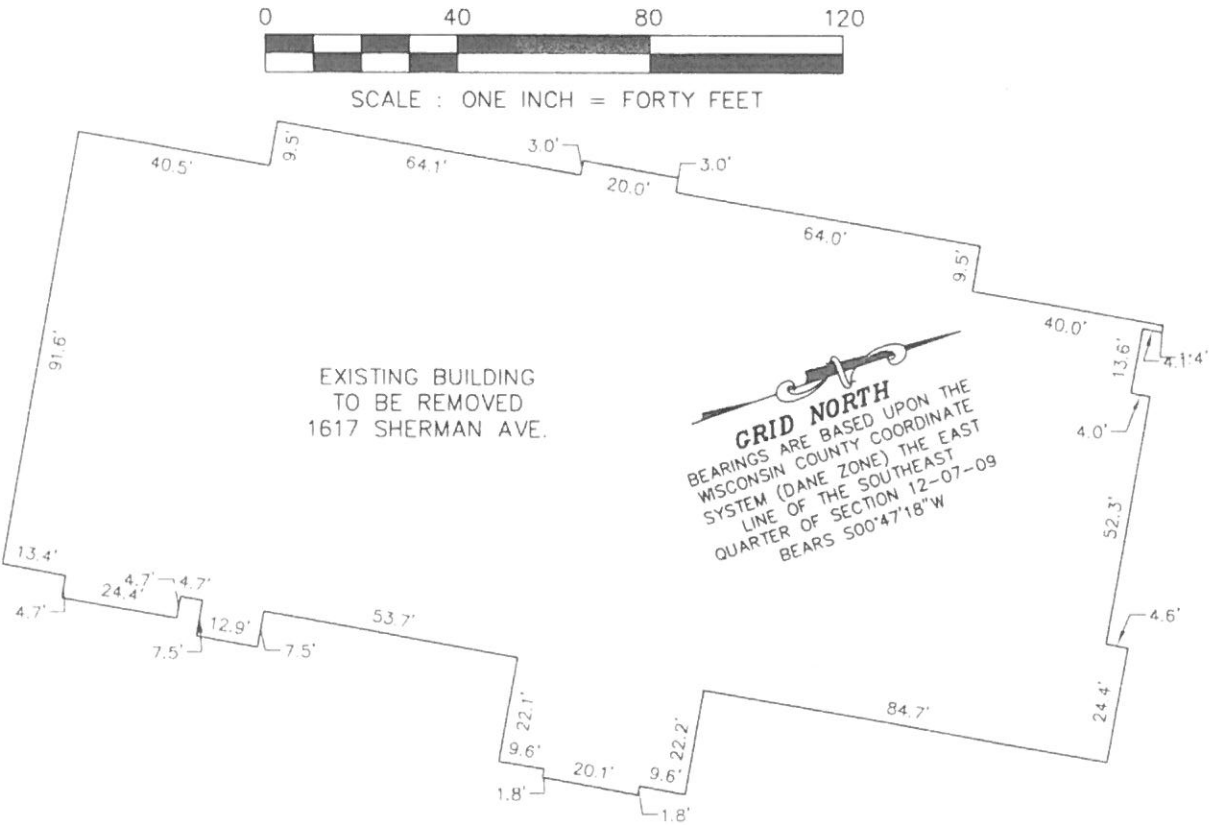 0 40 80 120
SCALE : ONE INCH = FORTY FEET
40.5'
9.5'
64.1'
3.0'
20.0'
3.0'
64.0'
9.5'
40.0'
13.6'
4.1'
4.0'
91.6'
EXISTING BUILDING
TO BE REMOVED
1617 SHERMAN AVE.
GRID NORTH
BEARINGS ARE BASED UPON THE
WISCONSIN COUNTY COORDINATE
SYSTEM (DANE ZONE) THE EAST
LINE OF THE SOUTHEAST
QUARTER OF SECTION 12-07-09
BEARS S00°47'18"W
52.3'
4.6'
24.4'
13.4'
4.7'
24.4'
4.7'
4.7'
7.5'
12.9'
7.5'
53.7'
22.1'
9.6'
1.8'
20.1'
1.8'
9.6'
22.2'
84.7'